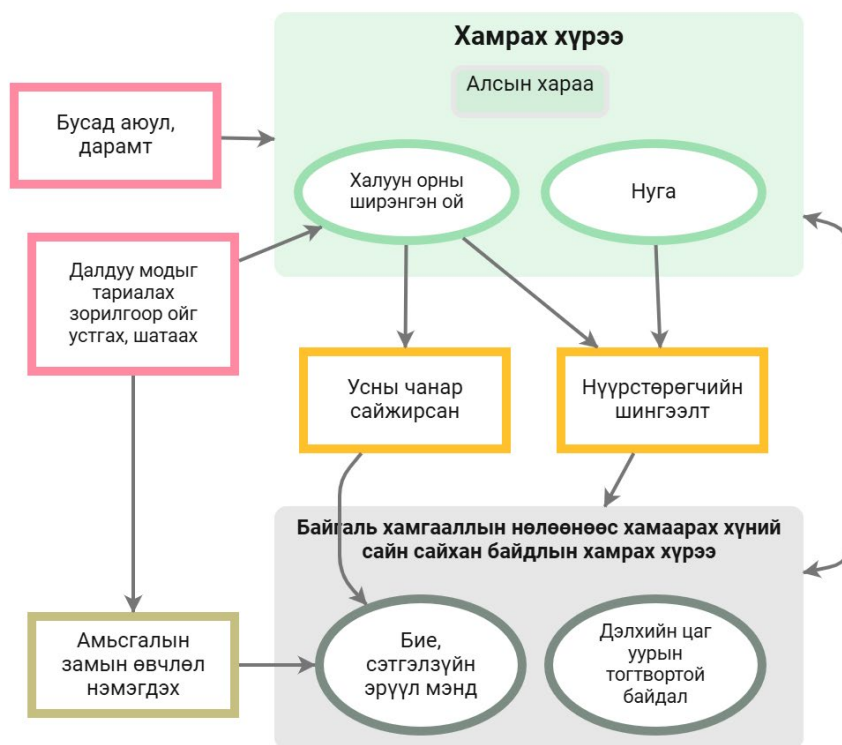 Хамрах хүрээ
Алсын хараа
Бусад аюул,
дарамт
Халуун орны
ширэнгэн ой
Нуга
Далдуу модыг
тариалах
зорилгоор ойг
устгах, шатаах
Усны чанар
сайжирсан
Нүүрстөрөгчийн
шингээлт
Байгаль хамгааллын нөлөөнөөс хамаарах хүний
сайн сайхан байдлын хамрах хүрээ
Амьсгалын
замын өвчлөл
нэмэгдэх
Бие,
сэтгэлзүйн
эрүүл мэнд
Дэлхийн цаг
уурын
тогтвортой
байдал